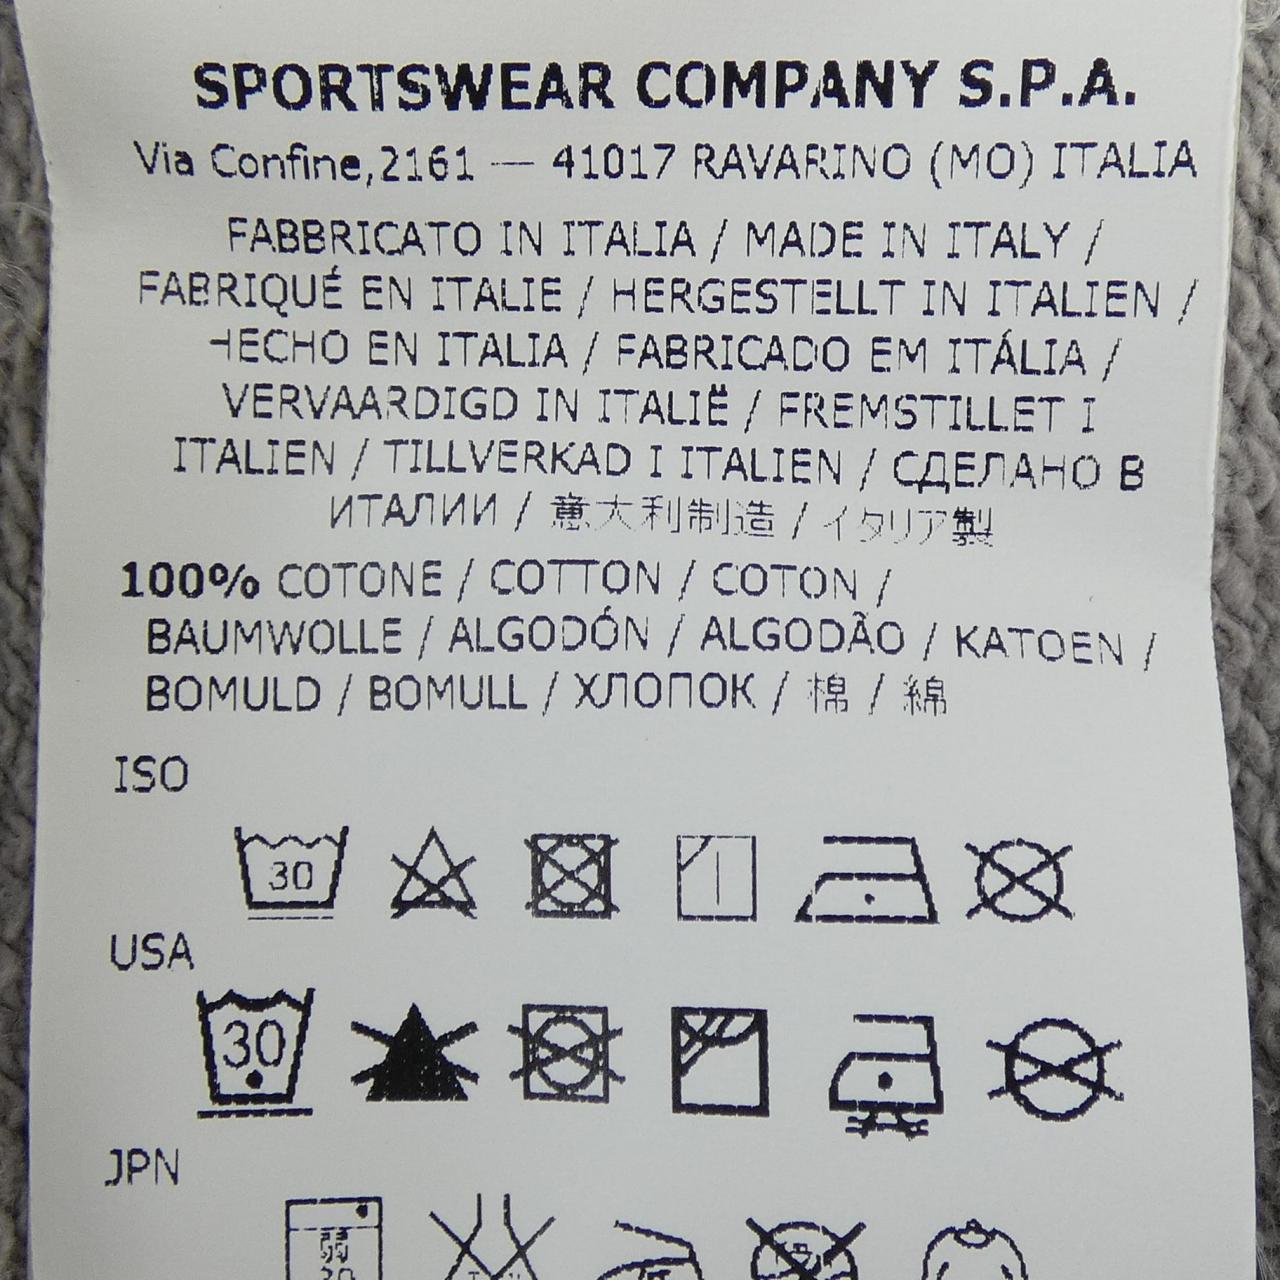 SPORTSWEAR COMPANY S.P.A.
Via Confine,2161 — 41017 RAVARINO (MO) ITALIA
FABBRICATO IN ITALIA / MADE IN ITALY /
FABRIQUÉ EN ITALIE / HERGESTELLT IN ITALIEN /
HECHO EN ITALIA / FABRICADO EM ITÁLIA /
VERVAARDIGD IN ITALIË / FREMSTILLET I
ITALIEN / TILLVERKAD I ITALIEN / СДЕЛАНО В
ИТАЛИИ / 意大利制造 / イタリア製
100% COTONE / COTTON / COTON /
BAUMWOLLE / ALGODÓN / ALGODÃO / KATOEN /
BOMULD / BOMULL / ХЛОПОК / 棉 / 綿
ISO
30
USA
30
JPN
弱
30